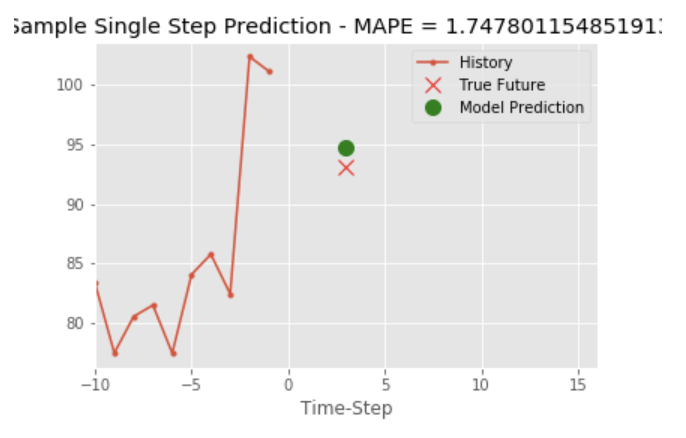 Sample Single Step Prediction - MAPE = 1.747801154851913
History
True Future
Model Prediction
100
95
90
85
80
−10
−5
0
5
10
15
Time-Step